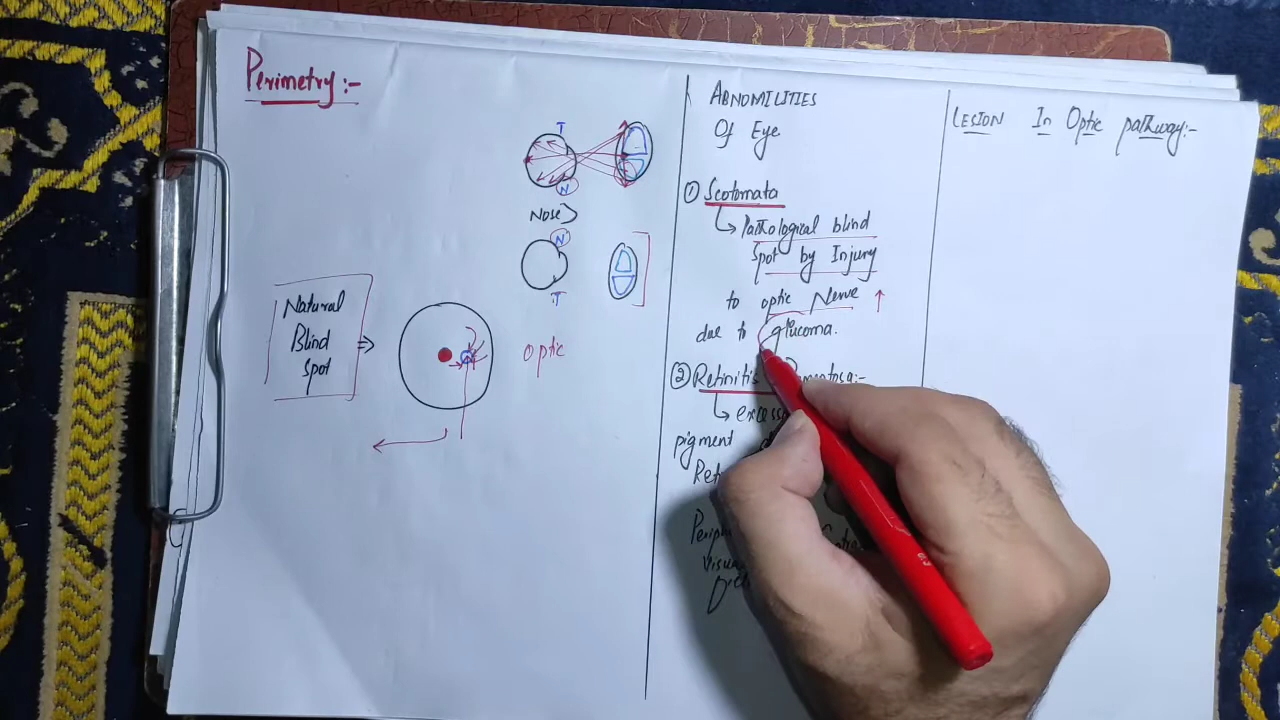 Perimetry:-
T
N
Nose
N
T
Natural
Blind
Spot
optic
ABNOMILITIES
Of Eye
① Scotomata
Pathological blind
Spot by Injury
to optic Nerve ↑
due to glucoma.
② Retinitis
pigment
LESION In Optic pathway:-